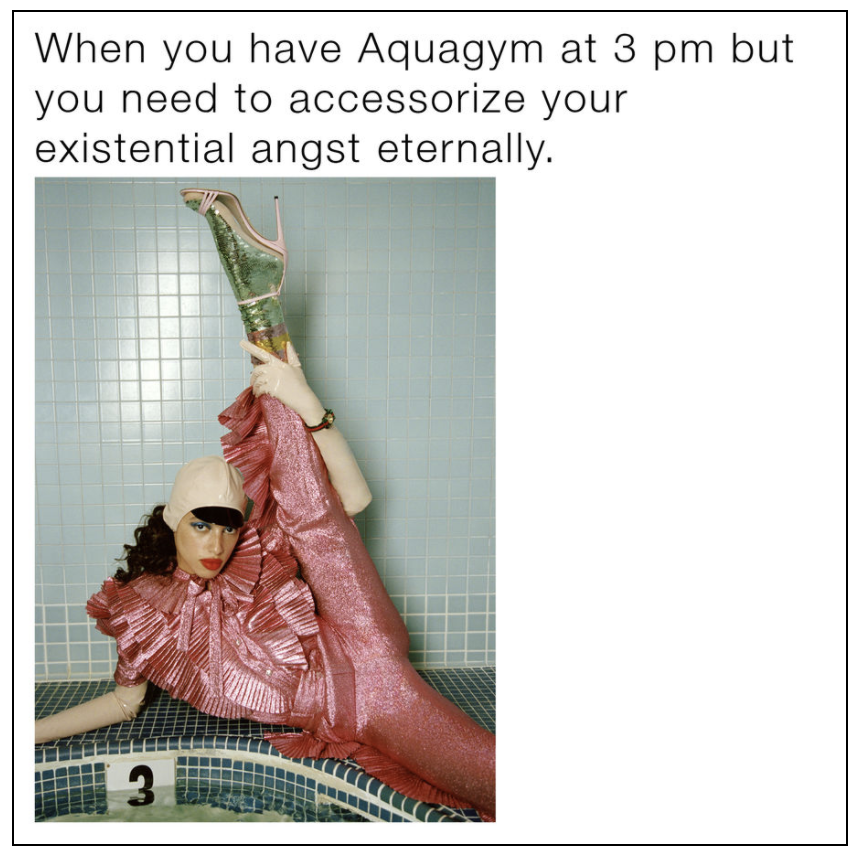 When you have Aquagym at 3 pm but
you need to accessorize your
existential angst eternally.
3